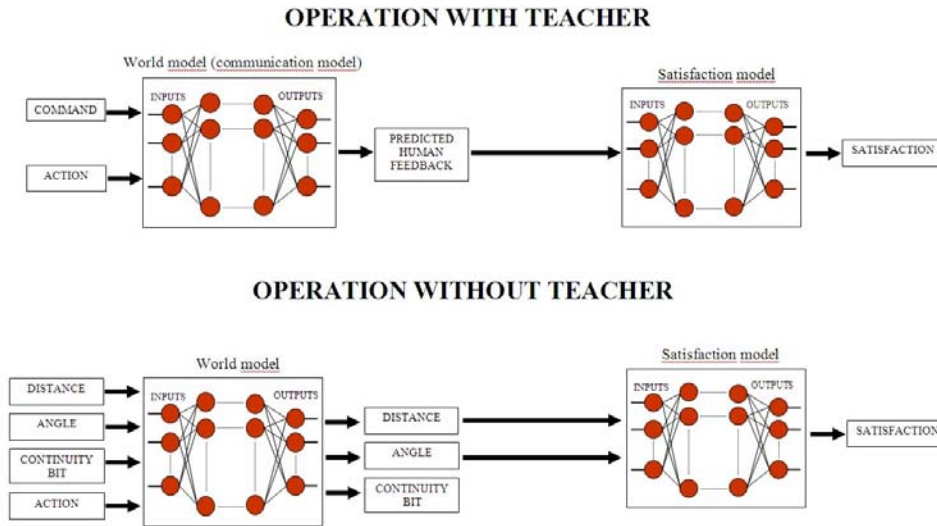 OPERATION WITH TEACHER
World model (communication model)
Satisfaction model
INPUTS
OUTPUTS
INPUTS
OUTPUTS
COMMAND
ACTION
PREDICTED
HUMAN
FEEDBACK
SATISFACTION
OPERATION WITHOUT TEACHER
World model
Satisfaction model
INPUTS
OUTPUTS
INPUTS
OUTPUTS
DISTANCE
ANGLE
CONTINUITY
BIT
ACTION
DISTANCE
ANGLE
CONTINUITY
BIT
SATISFACTION